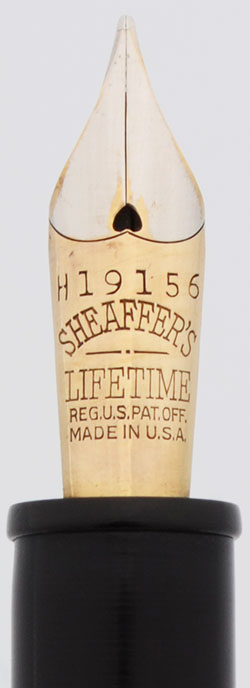 H19156
SHEAFFER'S
LIFETIME
REG.U.S.PAT.OFF.
MADE IN U.S.A.